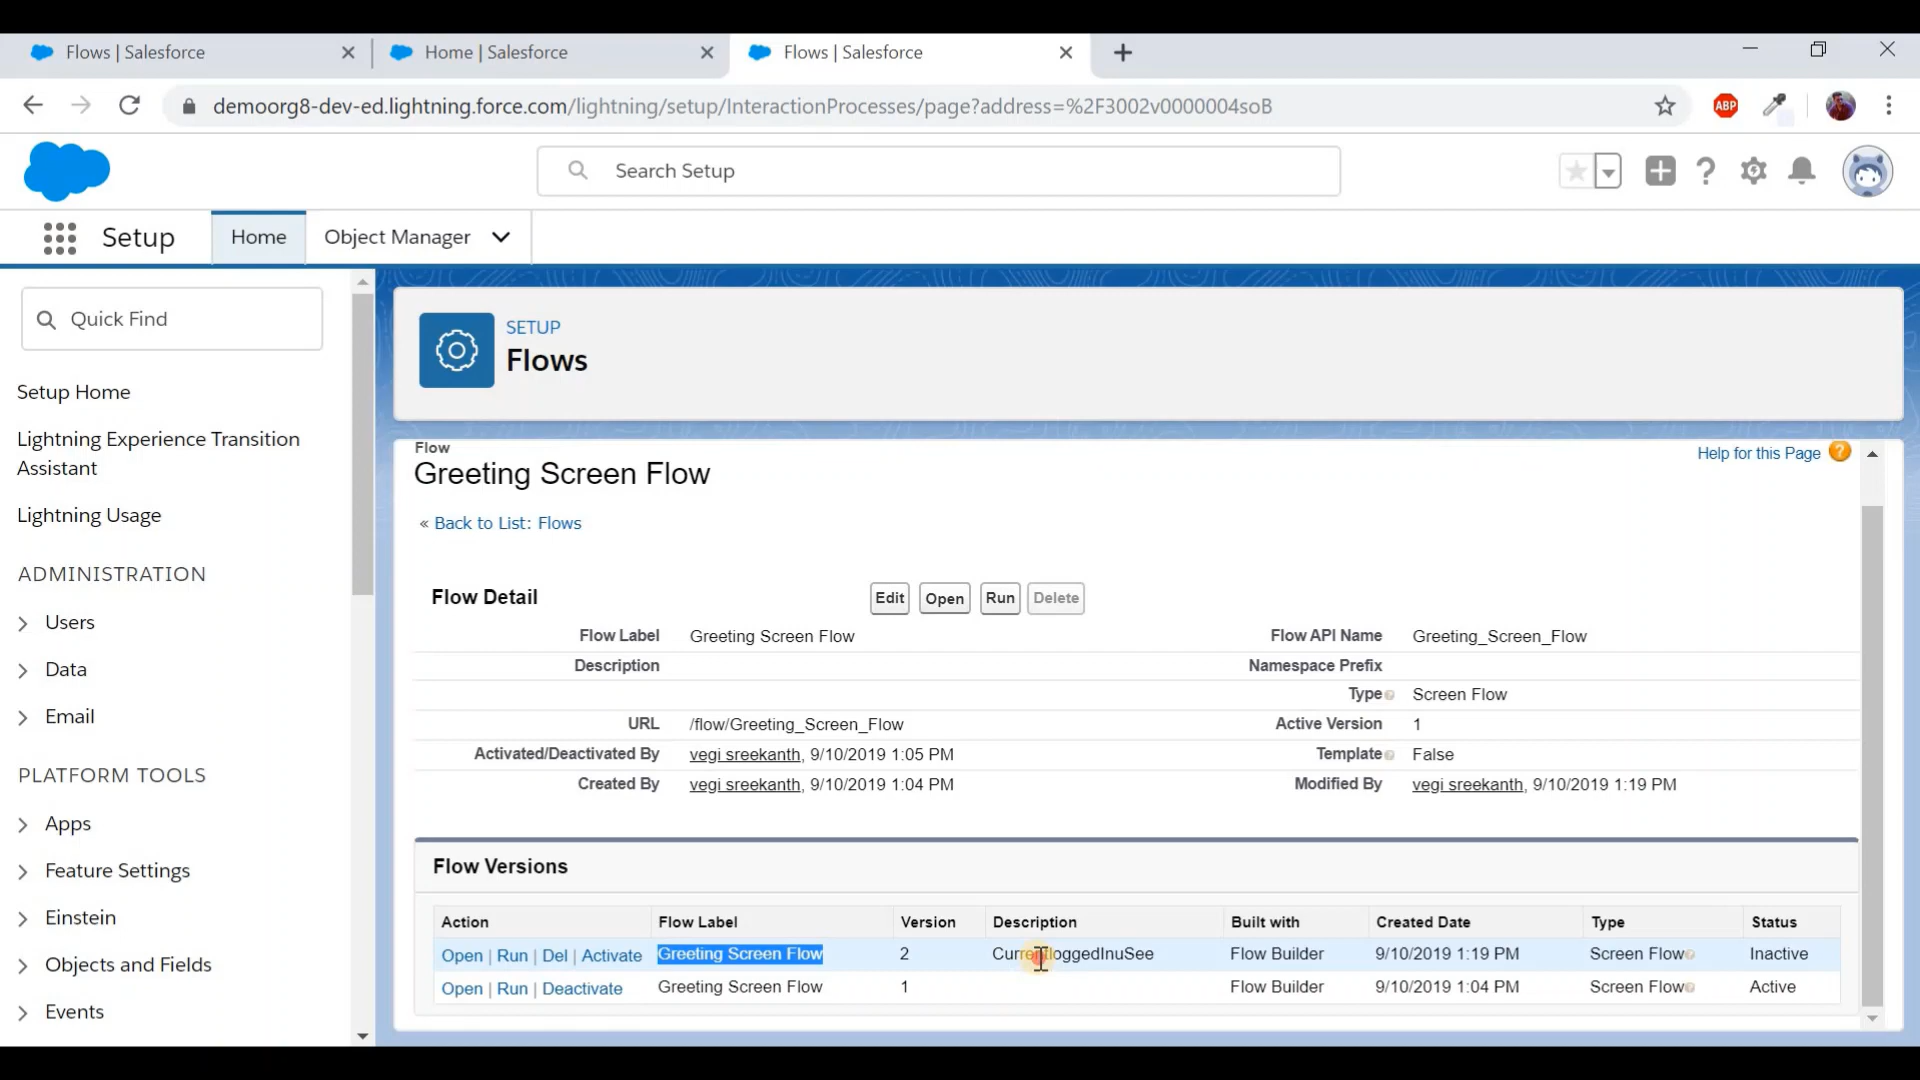 Flows | Salesforce
Home | Salesforce
Flows | Salesforce
demoorg8-dev-ed.lightning.force.com/lightning/setup/InteractionProcesses/page?address=%2F3002v0000004soB
ABP
Search Setup
Setup
Home
Object Manager
Quick Find
Setup Home
Lightning Experience Transition
Assistant
Lightning Usage
ADMINISTRATION
Users
Data
Email
PLATFORM TOOLS
Apps
Feature Settings
Einstein
Objects and Fields
Events
SETUP
Flows
Flow
Greeting Screen Flow
Help for this Page ?
« Back to List: Flows
Flow Detail Edit Open Run Delete
Flow Label Greeting Screen Flow Flow API Name Greeting_Screen_Flow
Description Namespace Prefix
Type Screen Flow
URL /flow/Greeting_Screen_Flow Active Version 1
Activated/Deactivated By vegi sreekanth, 9/10/2019 1:05 PM Template False
Created By vegi sreekanth, 9/10/2019 1:04 PM Modified By vegi sreekanth, 9/10/2019 1:19 PM
Flow Versions
Action Flow Label Version Description Built with Created Date Type Status
Open | Run | Del | Activate Greeting Screen Flow 2 CurrentloggedInuSee Flow Builder 9/10/2019 1:19 PM Screen Flow Inactive
Open | Run | Deactivate Greeting Screen Flow 1 Flow Builder 9/10/2019 1:04 PM Screen Flow Active